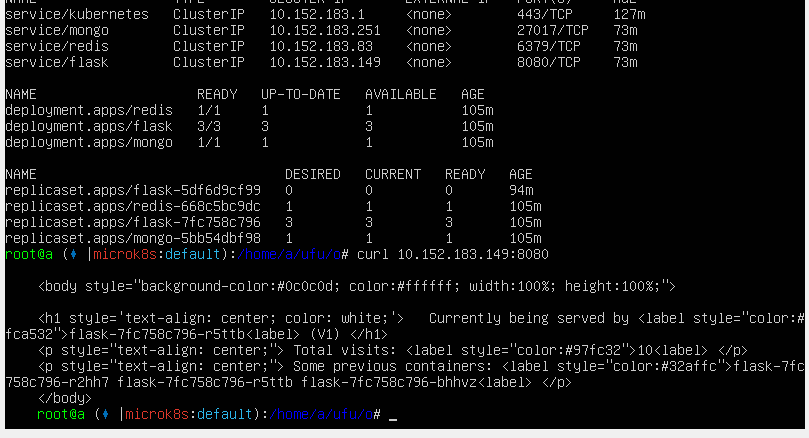 service/kubernetes   ClusterIP   10.152.183.1     <none>        443/TCP     127m
service/mongo        ClusterIP   10.152.183.251   <none>        27017/TCP   73m
service/redis        ClusterIP   10.152.183.83    <none>        6379/TCP    73m
service/flask        ClusterIP   10.152.183.149   <none>        8080/TCP    73m
NAME                    READY   UP-TO-DATE   AVAILABLE   AGE
deployment.apps/redis   1/1     1            1           105m
deployment.apps/flask   3/3     3            3           105m
deployment.apps/mongo   1/1     1            1           105m
NAME                               DESIRED   CURRENT   READY   AGE
replicaset.apps/flask-5df6d9cf99   0         0         0       94m
replicaset.apps/redis-668c5bc9dc   1         1         1       105m
replicaset.apps/flask-7fc758c796   3         3         3       105m
replicaset.apps/mongo-5bb54dbf98   1         1         1       105m
root@a (♦ |microk8s:default):/home/a/ufu/c# curl 10.152.183.149:8080
<body style="background-color:#0c0c0d; color:#ffffff; width:100%; height:100%;">
<h1 style='text-align: center; color: white;'>   Currently being served by <label style="color:#
fca532">flask-7fc758c796-r5ttb<label> (V1) </h1>
<p style="text-align: center;"> Total visits: <label style="color:#97fc32">10<label> </p>
<p style="text-align: center;"> Some previous containers: <label style="color:#32affc">flask-7fc
758c796-r2hh7 flask-7fc758c796-r5ttb flask-7fc758c796-bhhvz<label> </p>
</body>
root@a (♦ |microk8s:default):/home/a/ufu/c# _